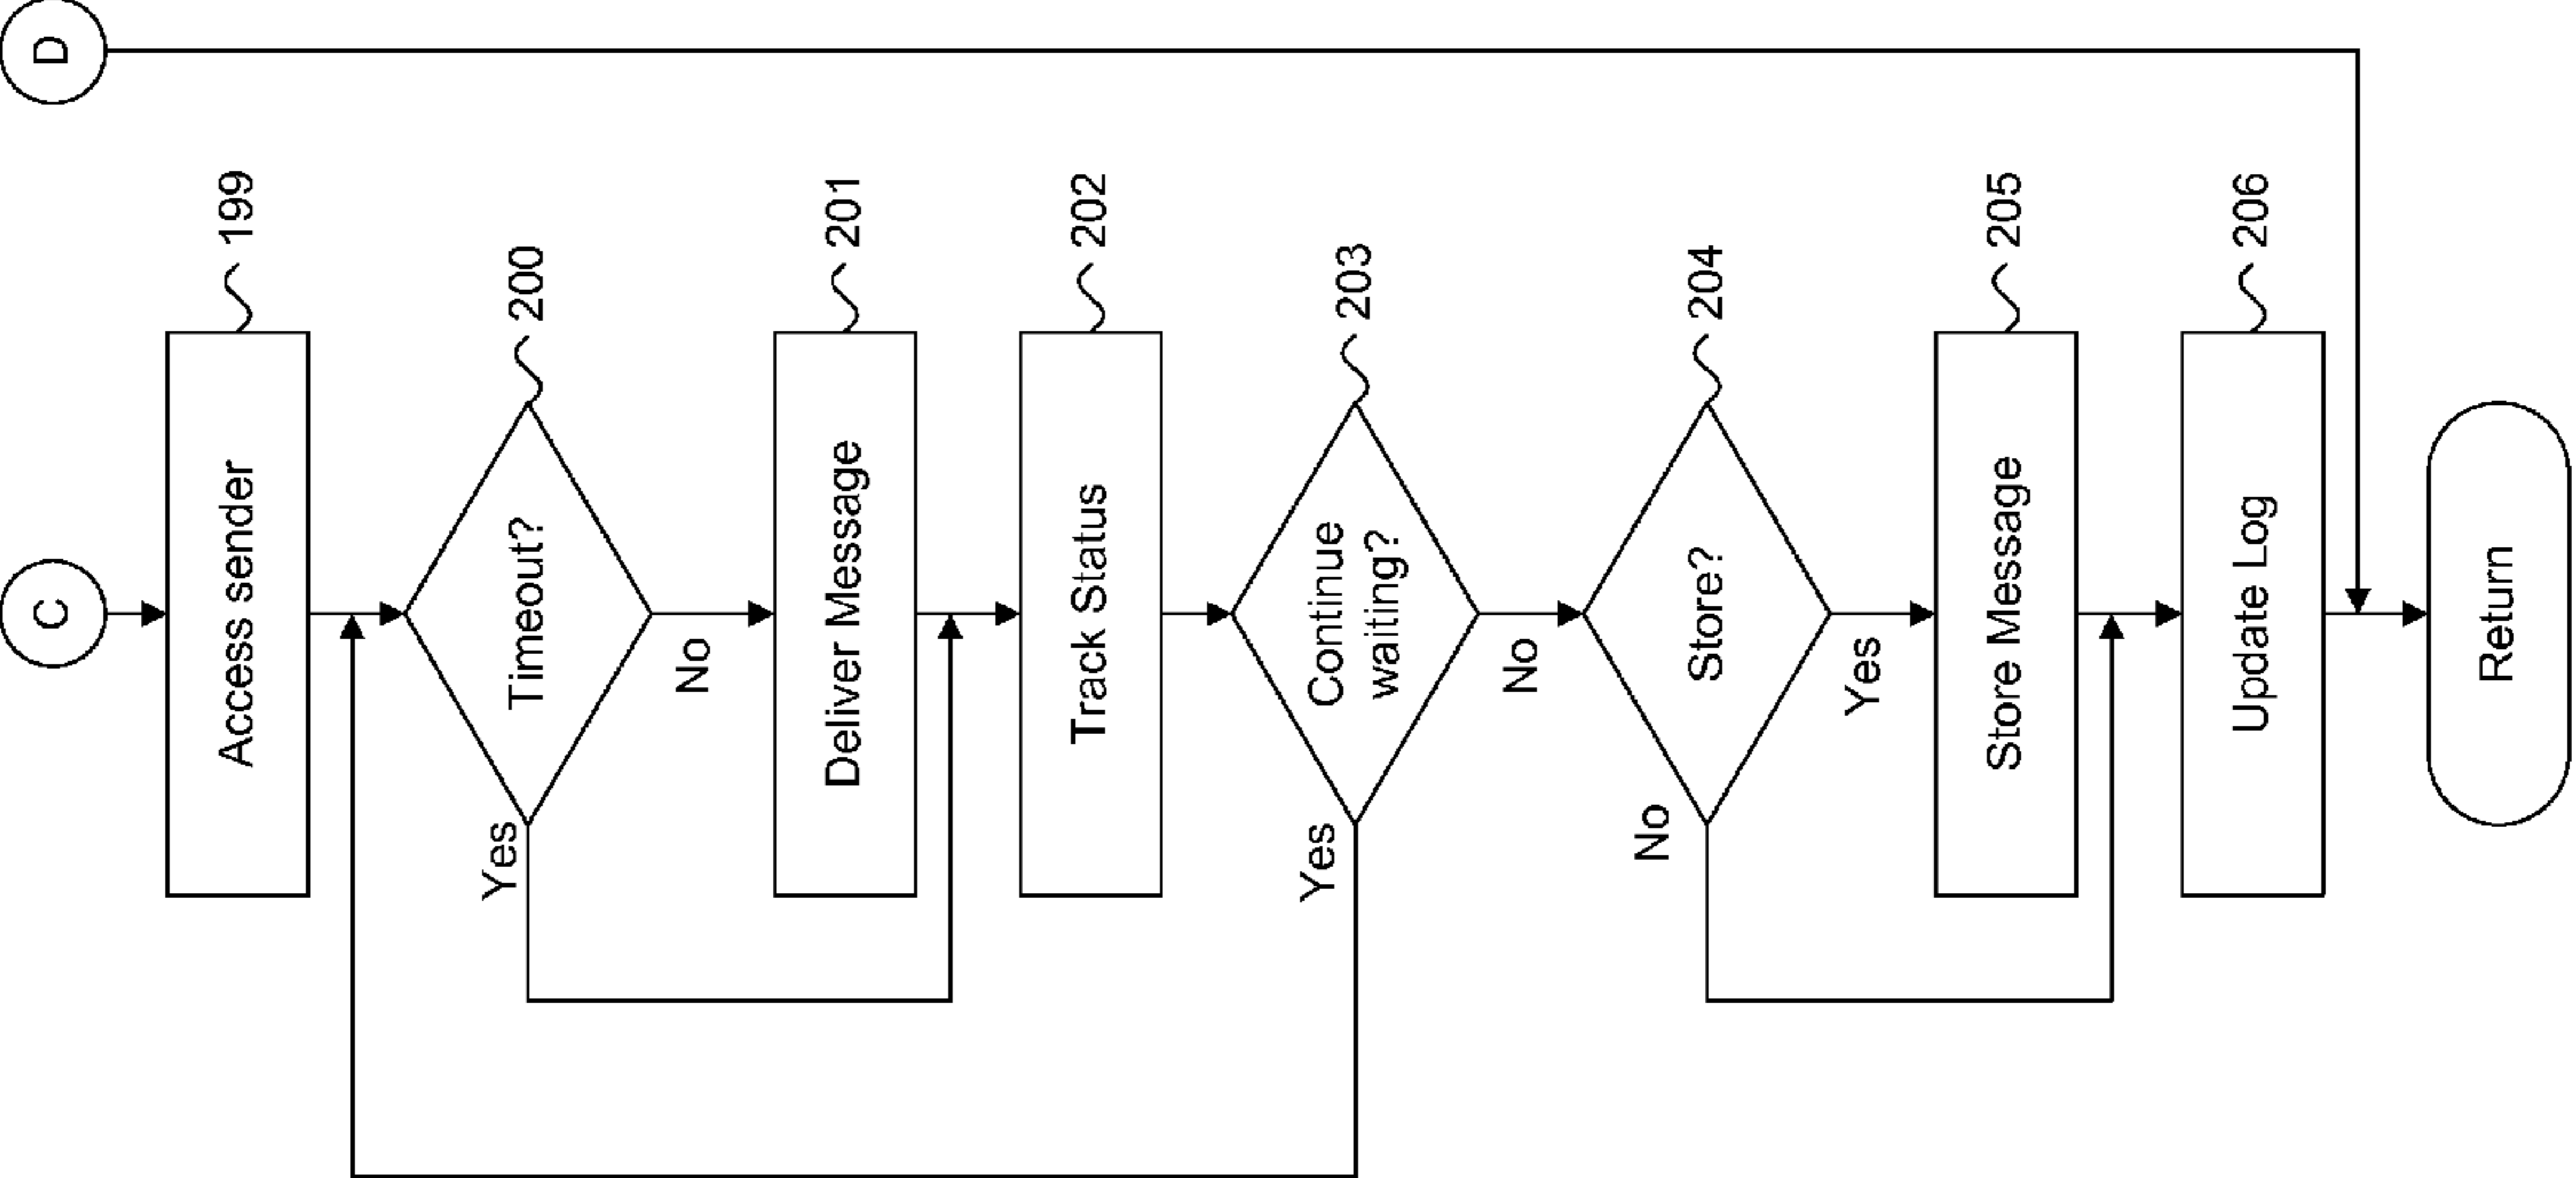 C
D
Access sender
199
Timeout?
200
Yes
No
Deliver Message
201
Track Status
202
Continue
waiting?
203
Yes
No
Store?
204
No
Yes
Store Message
205
Update Log
206
Return